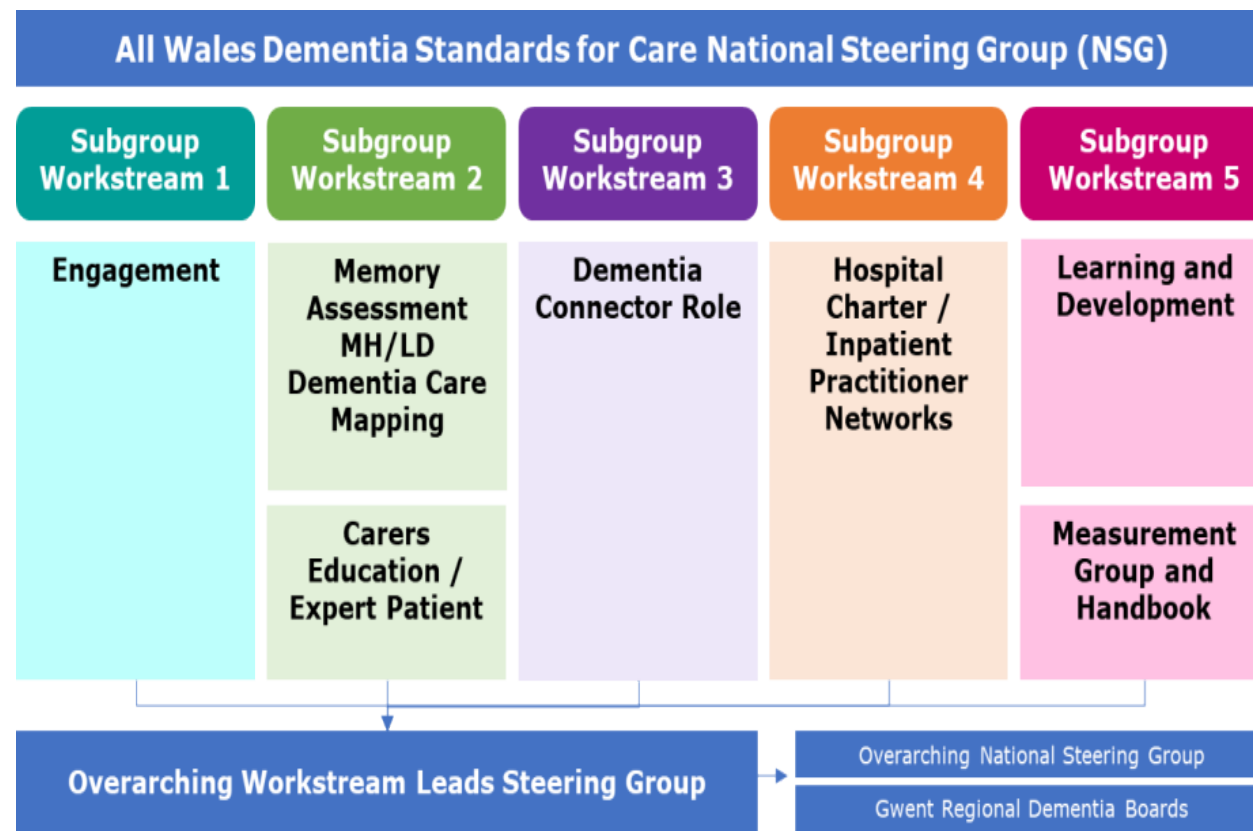 All Wales Dementia Standards for Care National Steering Group (NSG)
Subgroup
Workstream 1
Subgroup
Workstream 2
Subgroup
Workstream 3
Subgroup
Workstream 4
Subgroup
Workstream 5
Engagement
Memory
Assessment
MH/LD
Dementia Care
Mapping
Carers
Education /
Expert Patient
Dementia
Connector Role
Hospital
Charter /
Inpatient
Practitioner
Networks
Learning and
Development
Measurement
Group and
Handbook
Overarching Workstream Leads Steering Group
Overarching National Steering Group
Gwent Regional Dementia Boards